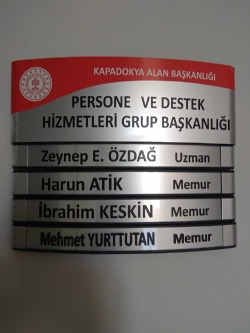 KAPADOKYA ALAN BAŞKANLIĞI
PERSONE VE DESTEK
HİZMETLERİ GRUP BAŞKANLIĞI
Zeynep E. ÖZDAĞ Uzman
Harun ATİK Memur
İbrahim KESKİN Memur
Mehmet YURTTUTAN Memur